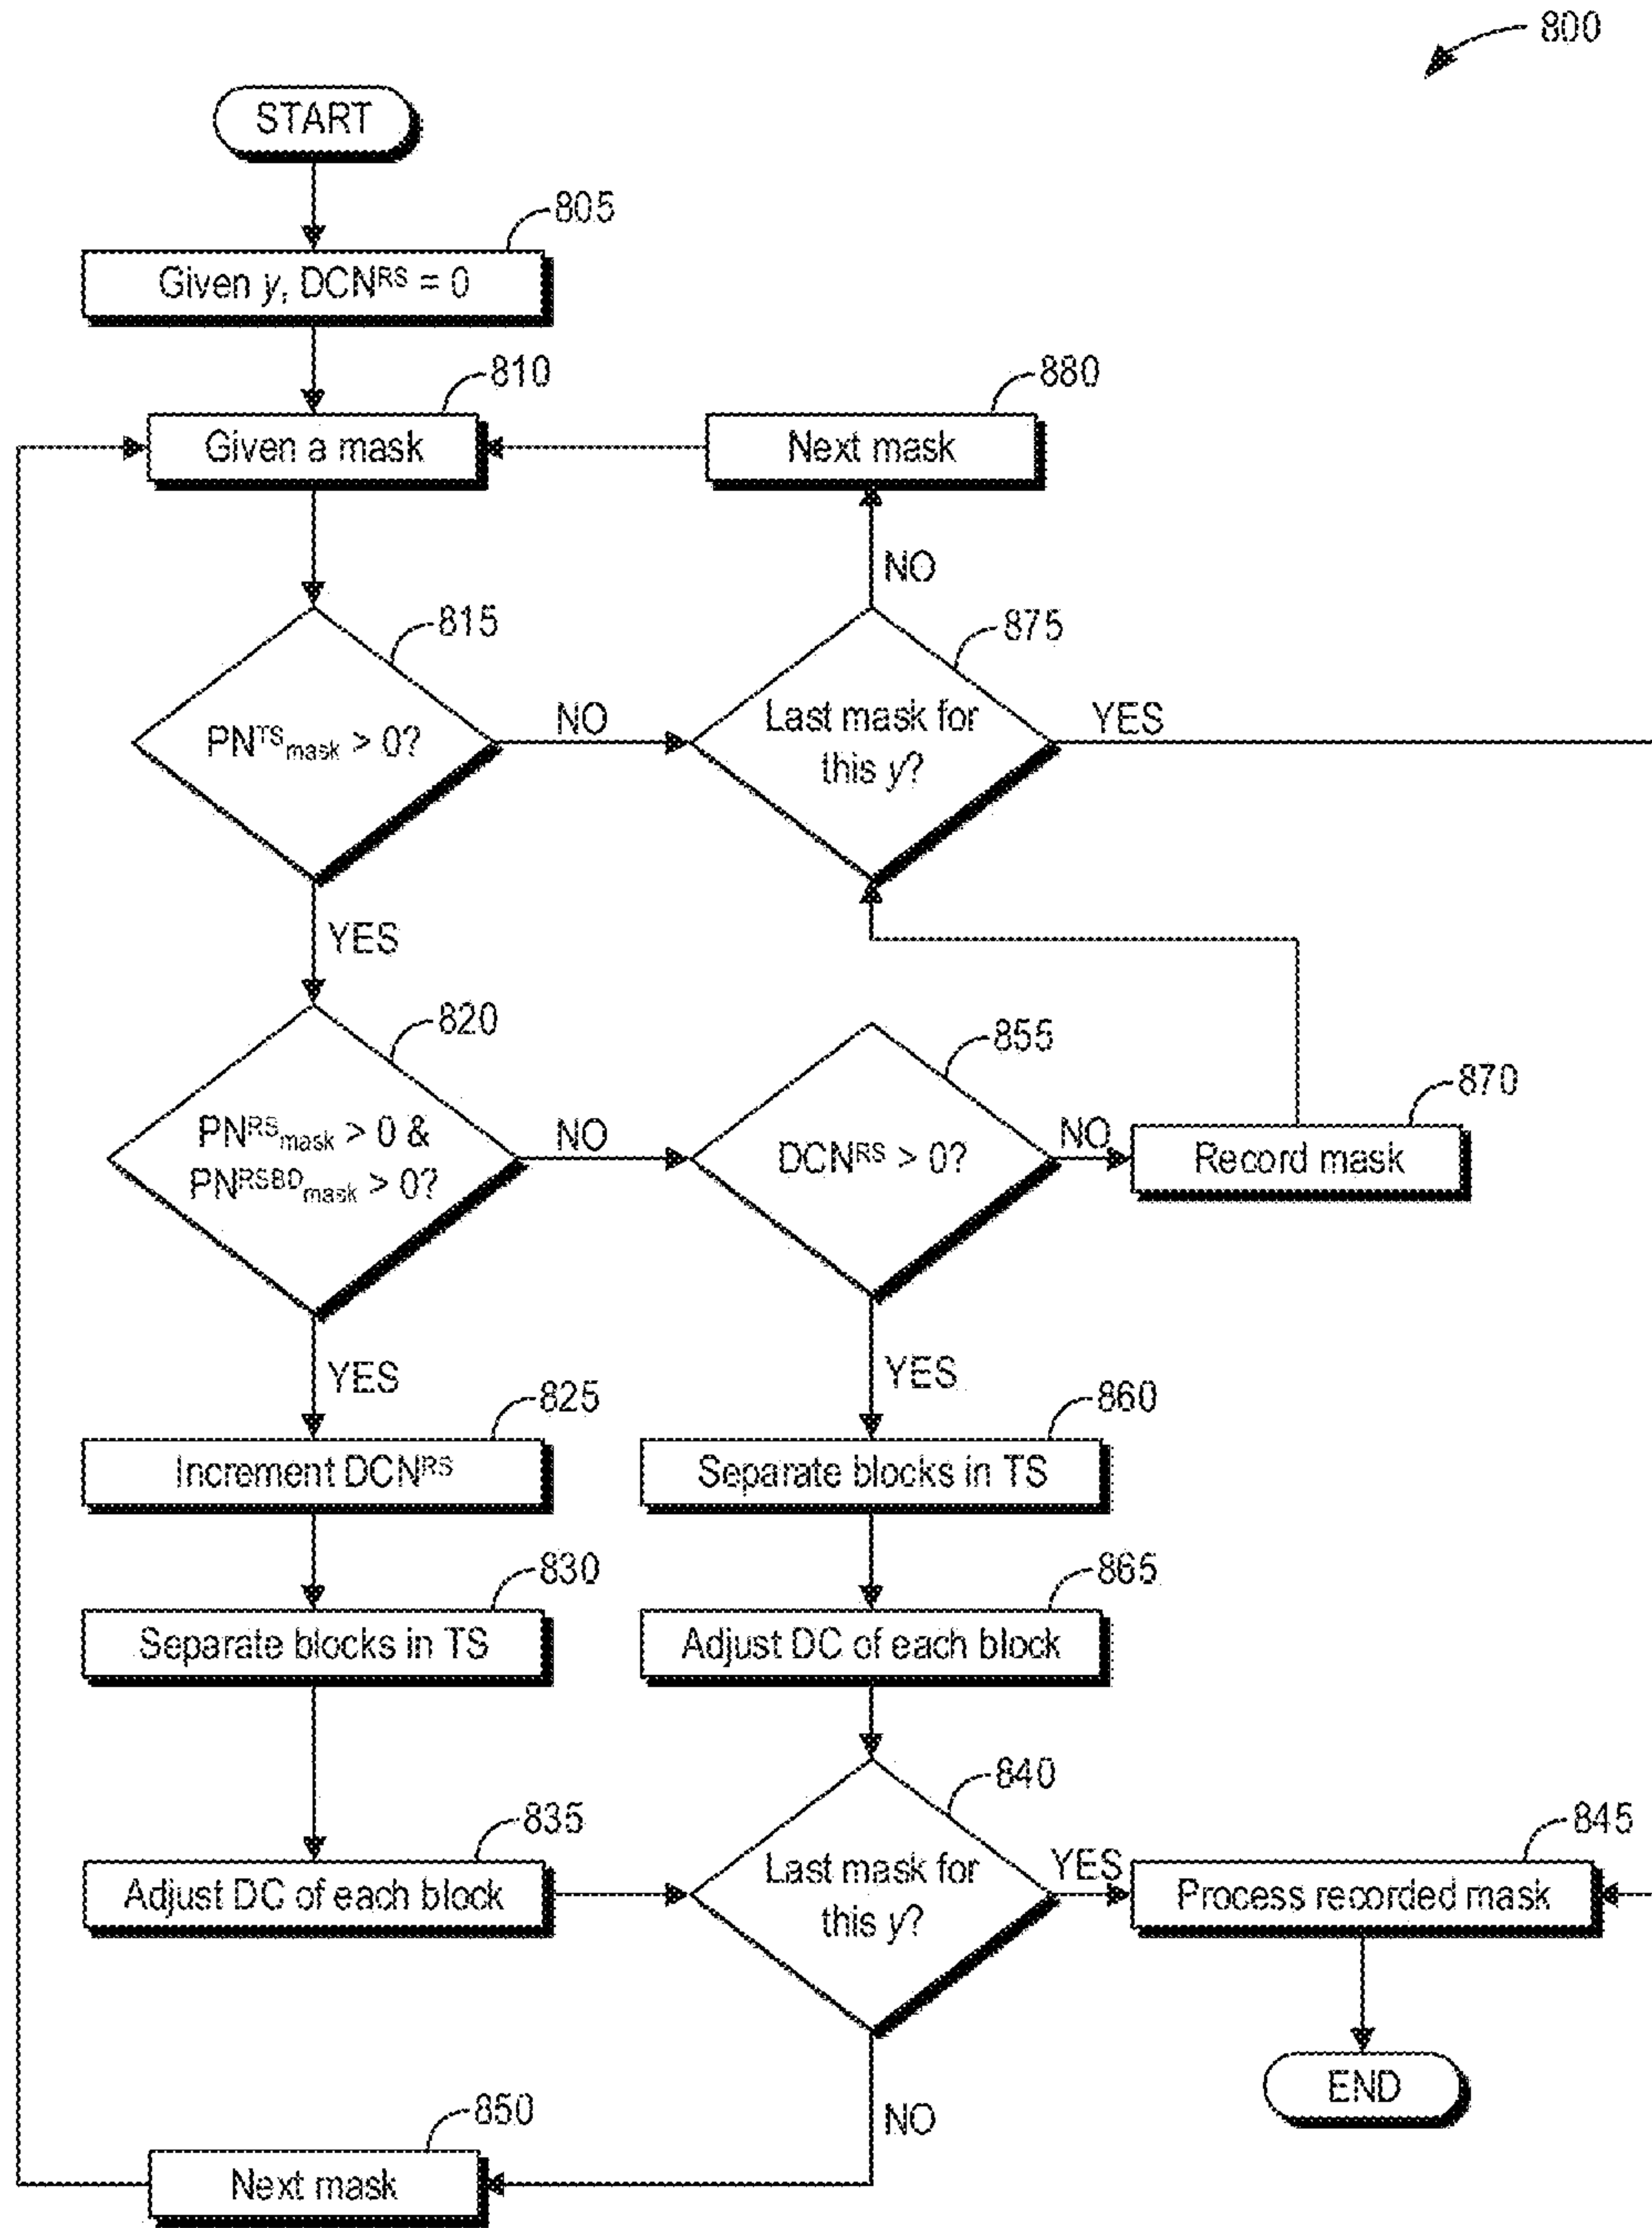 800
START
805
Given y, DCN^RS = 0
810
Given a mask
880
Next mask
NO
815
PN^TS_mask > 0?
NO
875
Last mask for
this y?
YES
YES
820
PN^RS_mask > 0 &
PN^RSBD_mask > 0?
NO
855
DCN^RS > 0?
NO
870
Record mask
YES
825
Increment DCN^RS
YES
860
Separate blocks in TS
830
Separate blocks in TS
865
Adjust DC of each block
835
Adjust DC of each block
840
Last mask for
this y?
YES
845
Process recorded mask
END
NO
850
Next mask